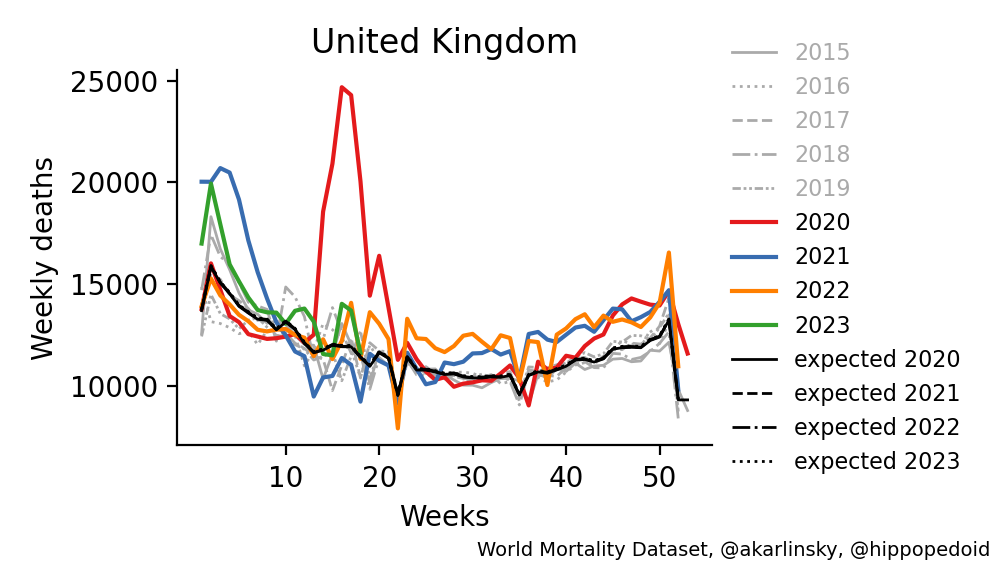 United Kingdom
25000
20000
15000
10000
Weekly deaths
10
20
30
40
50
Weeks
2015
2016
2017
2018
2019
2020
2021
2022
2023
expected 2020
expected 2021
expected 2022
expected 2023
World Mortality Dataset, @akarlinsky, @hippopedoid